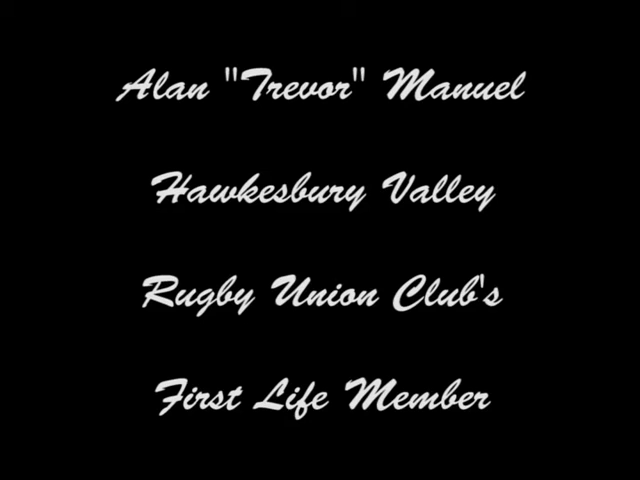 Alan "Trevor" Manuel
Hawkesbury Valley
Rugby Union Club's
First Life Member